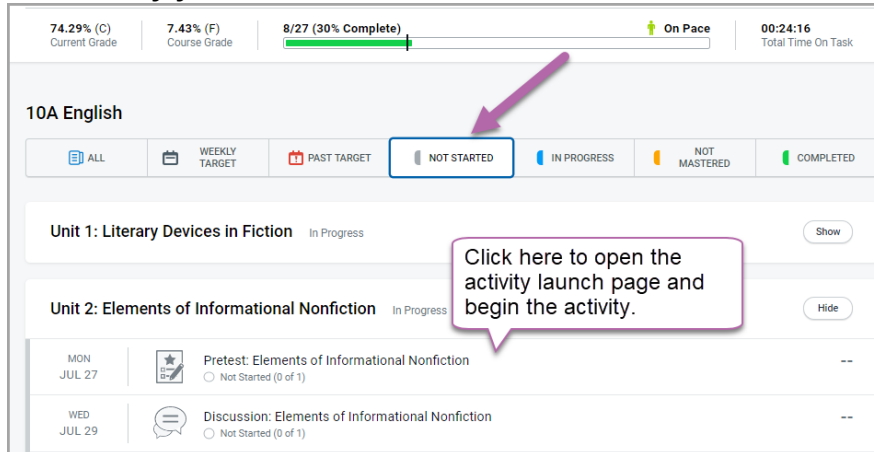 74.29% (C) 7.43% (F) 8/27 (30% Complete) On Pace 00:24:16
Current Grade Course Grade Total Time On Task
10A English
ALL WEEKLY TARGET PAST TARGET NOT STARTED IN PROGRESS NOT MASTERED COMPLETED
Unit 1: Literary Devices in Fiction In Progress Show
Click here to open the
activity launch page and
begin the activity.
Unit 2: Elements of Informational Nonfiction In Progress Hide
MON Pretest: Elements of Informational Nonfiction --
JUL 27 Not Started (0 of 1)
WED Discussion: Elements of Informational Nonfiction --
JUL 29 Not Started (0 of 1)